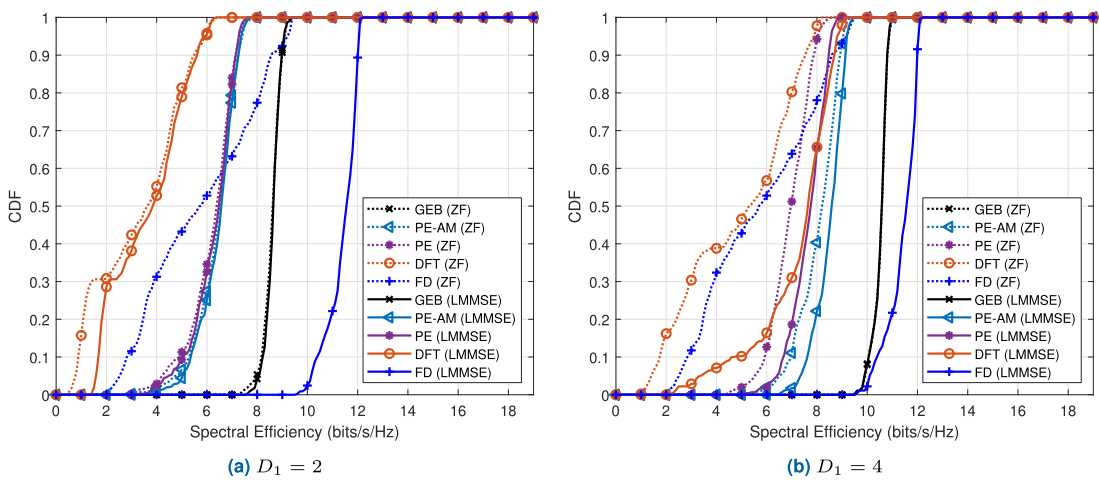 1
0.9
0.8
0.7
0.6
0.5
0.4
0.3
0.2
0.1
0
CDF
GEB (ZF)
PE-AM (ZF)
PE (ZF)
DFT (ZF)
FD (ZF)
GEB (LMMSE)
PE-AM (LMMSE)
PE (LMMSE)
DFT (LMMSE)
FD (LMMSE)
0 2 4 6 8 10 12 14 16 18
Spectral Efficiency (bits/s/Hz)
(a) D₁ = 2
1
0.9
0.8
0.7
0.6
0.5
0.4
0.3
0.2
0.1
0
CDF
GEB (ZF)
PE-AM (ZF)
PE (ZF)
DFT (ZF)
FD (ZF)
GEB (LMMSE)
PE-AM (LMMSE)
PE (LMMSE)
DFT (LMMSE)
FD (LMMSE)
0 2 4 6 8 10 12 14 16 18
Spectral Efficiency (bits/s/Hz)
(b) D₁ = 4